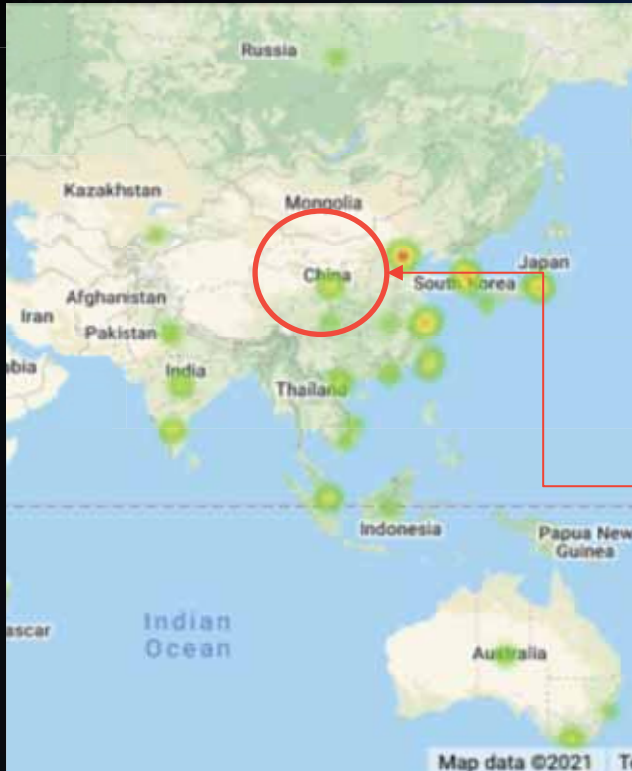 Russia
Kazakhstan
Mongolia
China
South Korea
Japan
Afghanistan
Iran
Pakistan
abia
India
Thailand
Indonesia
Papua New
Guinea
ascar
Indian
Ocean
Australia
Map data ©2021 Te